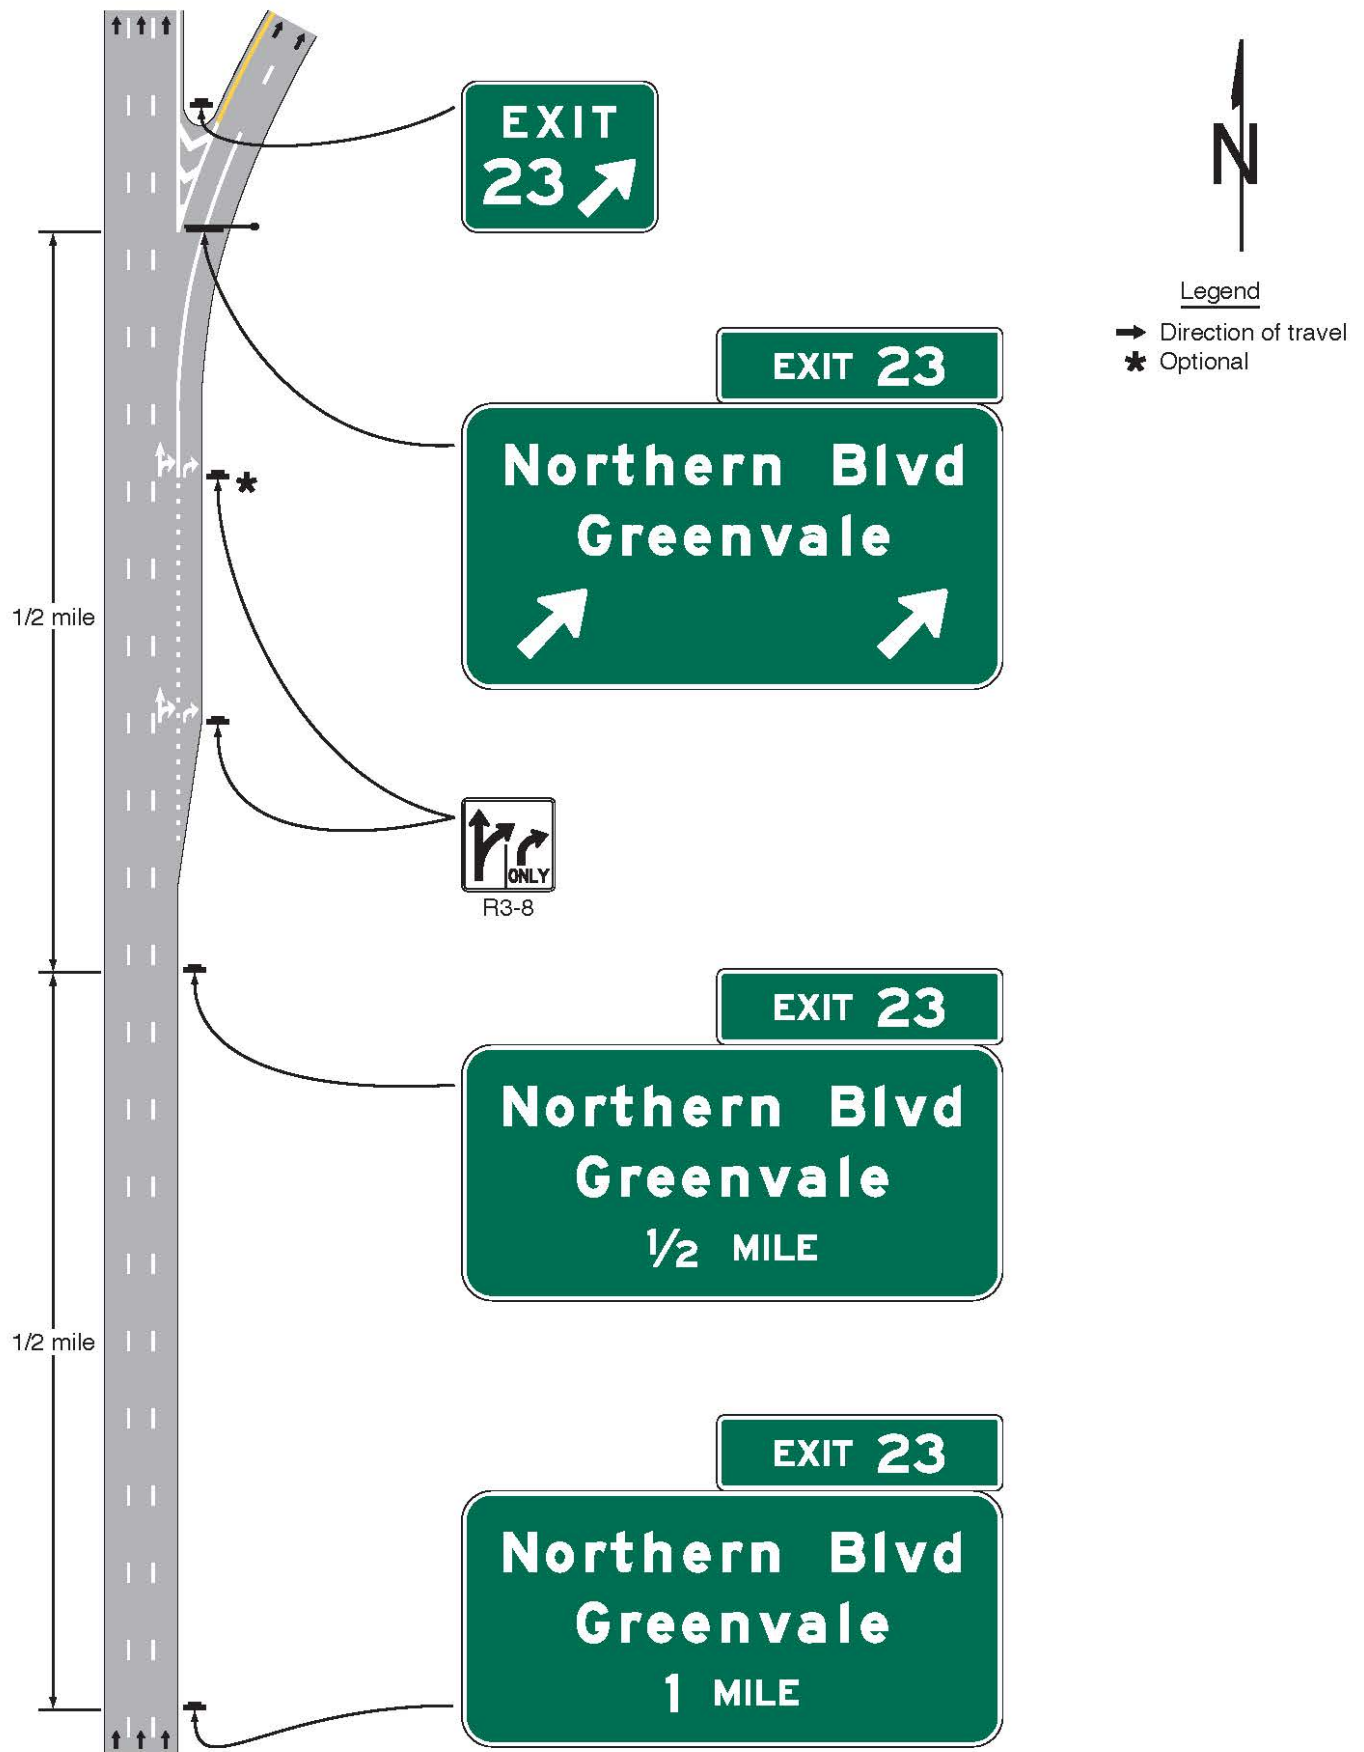 EXIT
23
N
Legend
Direction of travel
* Optional
EXIT 23
Northern Blvd
Greenvale
*
1/2 mile
ONLY
R3-8
EXIT 23
Northern Blvd
Greenvale
1/2 MILE
1/2 mile
EXIT 23
Northern Blvd
Greenvale
1 MILE